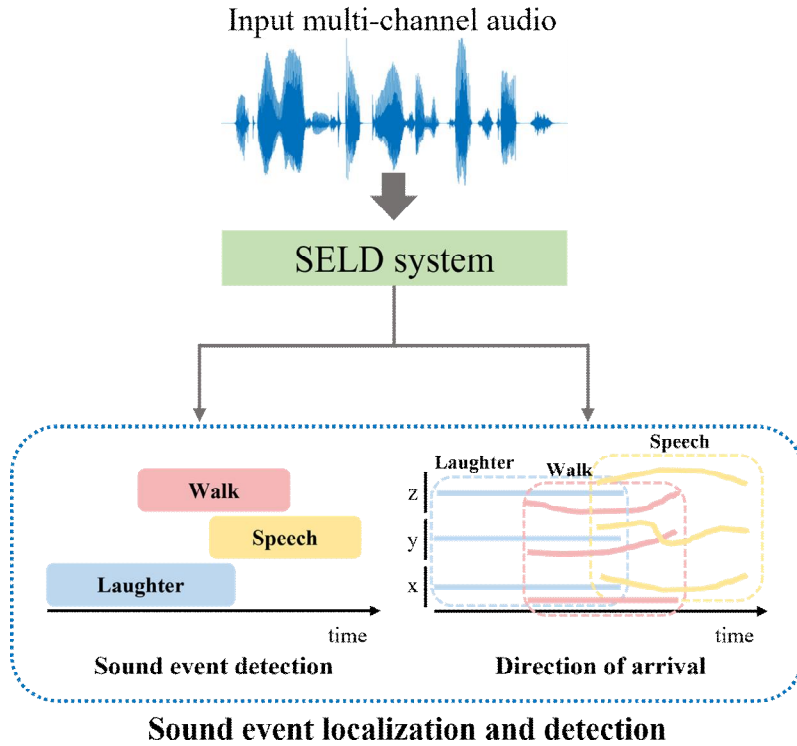 Input multi-channel audio
SELD system
Walk
Speech
Laughter
time
Sound event detection
Speech
Laughter
Walk
z
y
x
time
Direction of arrival
Sound event localization and detection